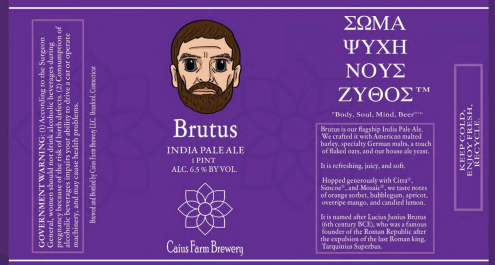 GOVERNMENT WARNING: (1) According to the Surgeon
General, women should not drink alcoholic beverages during
pregnancy because of the risk of birth defects. (2) Consumption of
alcoholic beverages impairs your ability to drive a car or operate
machinery, and may cause health problems.
Brewed and Bottled by Caius Farm Brewery LLC. Branford, Connecticut
Brutus
INDIA PALE ALE
1 PINT
ALC. 6.5 % BY VOL.
Caius Farm Brewery
ΣΩΜΑ
ΨΥΧΗ
ΝΟΥΣ
ΖΥΘΟΣ™
"Body, Soul, Mind, Beer"™
Brutus is our flagship India Pale Ale.
We crafted it with American malted
barley, specialty German malts, a touch
of flaked oats, and our house ale yeast.
It is refreshing, juicy, and soft.
Hopped generously with Citra®,
Simcoe®, and Mosaic®, we taste notes
of orange sorbet, bubblegum, apricot,
overripe mango, and candied lemon.
It is named after Lucius Junius Brutus
(6th century BCE), who was a famous
founder of the Roman Republic after
the expulsion of the last Roman king,
Tarquinius Superbus.
KEEP COLD,
ENJOY FRESH,
RECYCLE